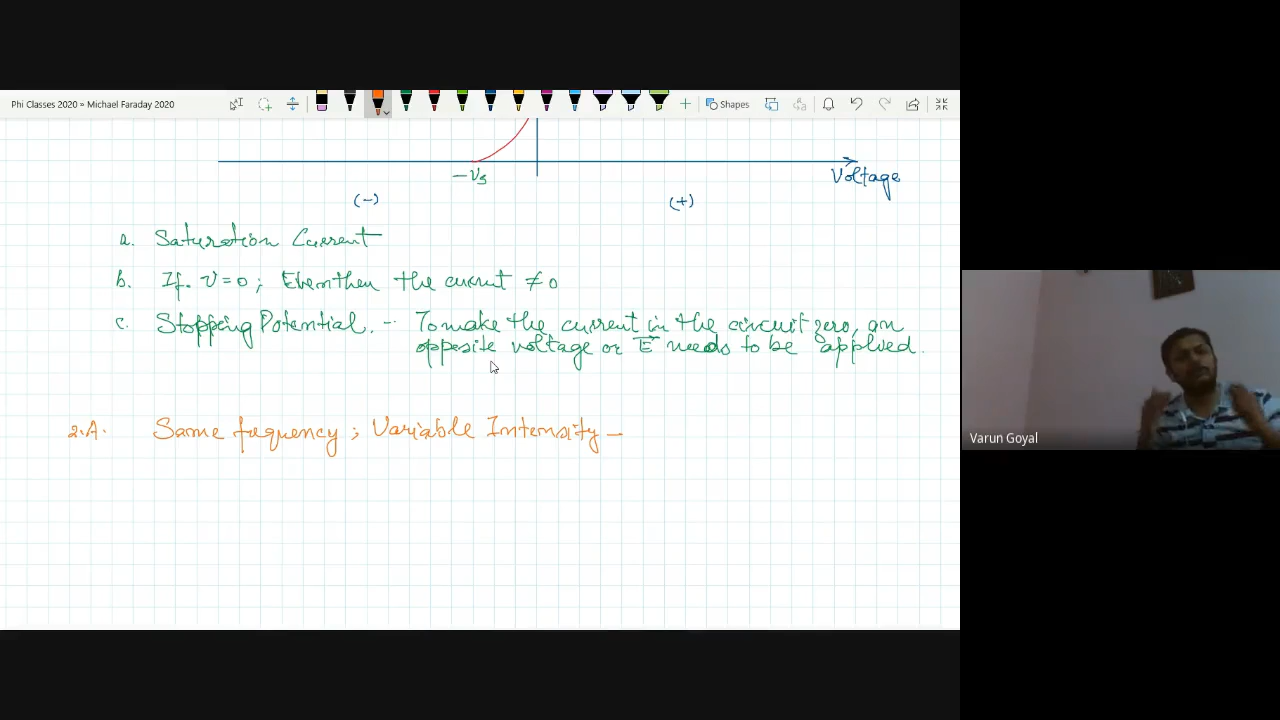 Phi Classes 2020 » Michael Faraday 2020
Shapes
-Vs
Voltage
(-)
(+)
a. Saturation Current
b. If V=0; Eventhen the current ≠ 0
c. Stopping Potential. -- To make the current in the circuit zero, an
opposite voltage or E needs to be applied.
2.A. Same frequency; Variable Intensity -
Varun Goyal